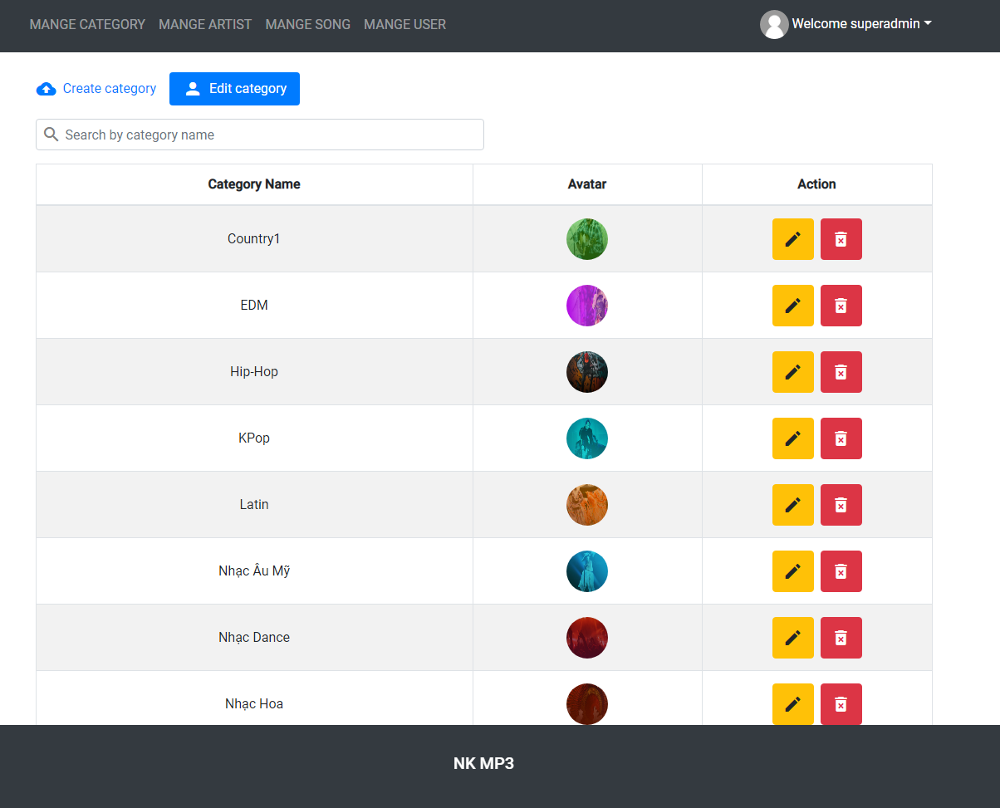 MANGE CATEGORY MANGE ARTIST MANGE SONG MANGE USER Welcome superadmin
Create category Edit category
Search by category name
Category Name Avatar Action
Country1
EDM
Hip-Hop
KPop
Latin
Nhạc Âu Mỹ
Nhạc Dance
Nhạc Hoa
NK MP3